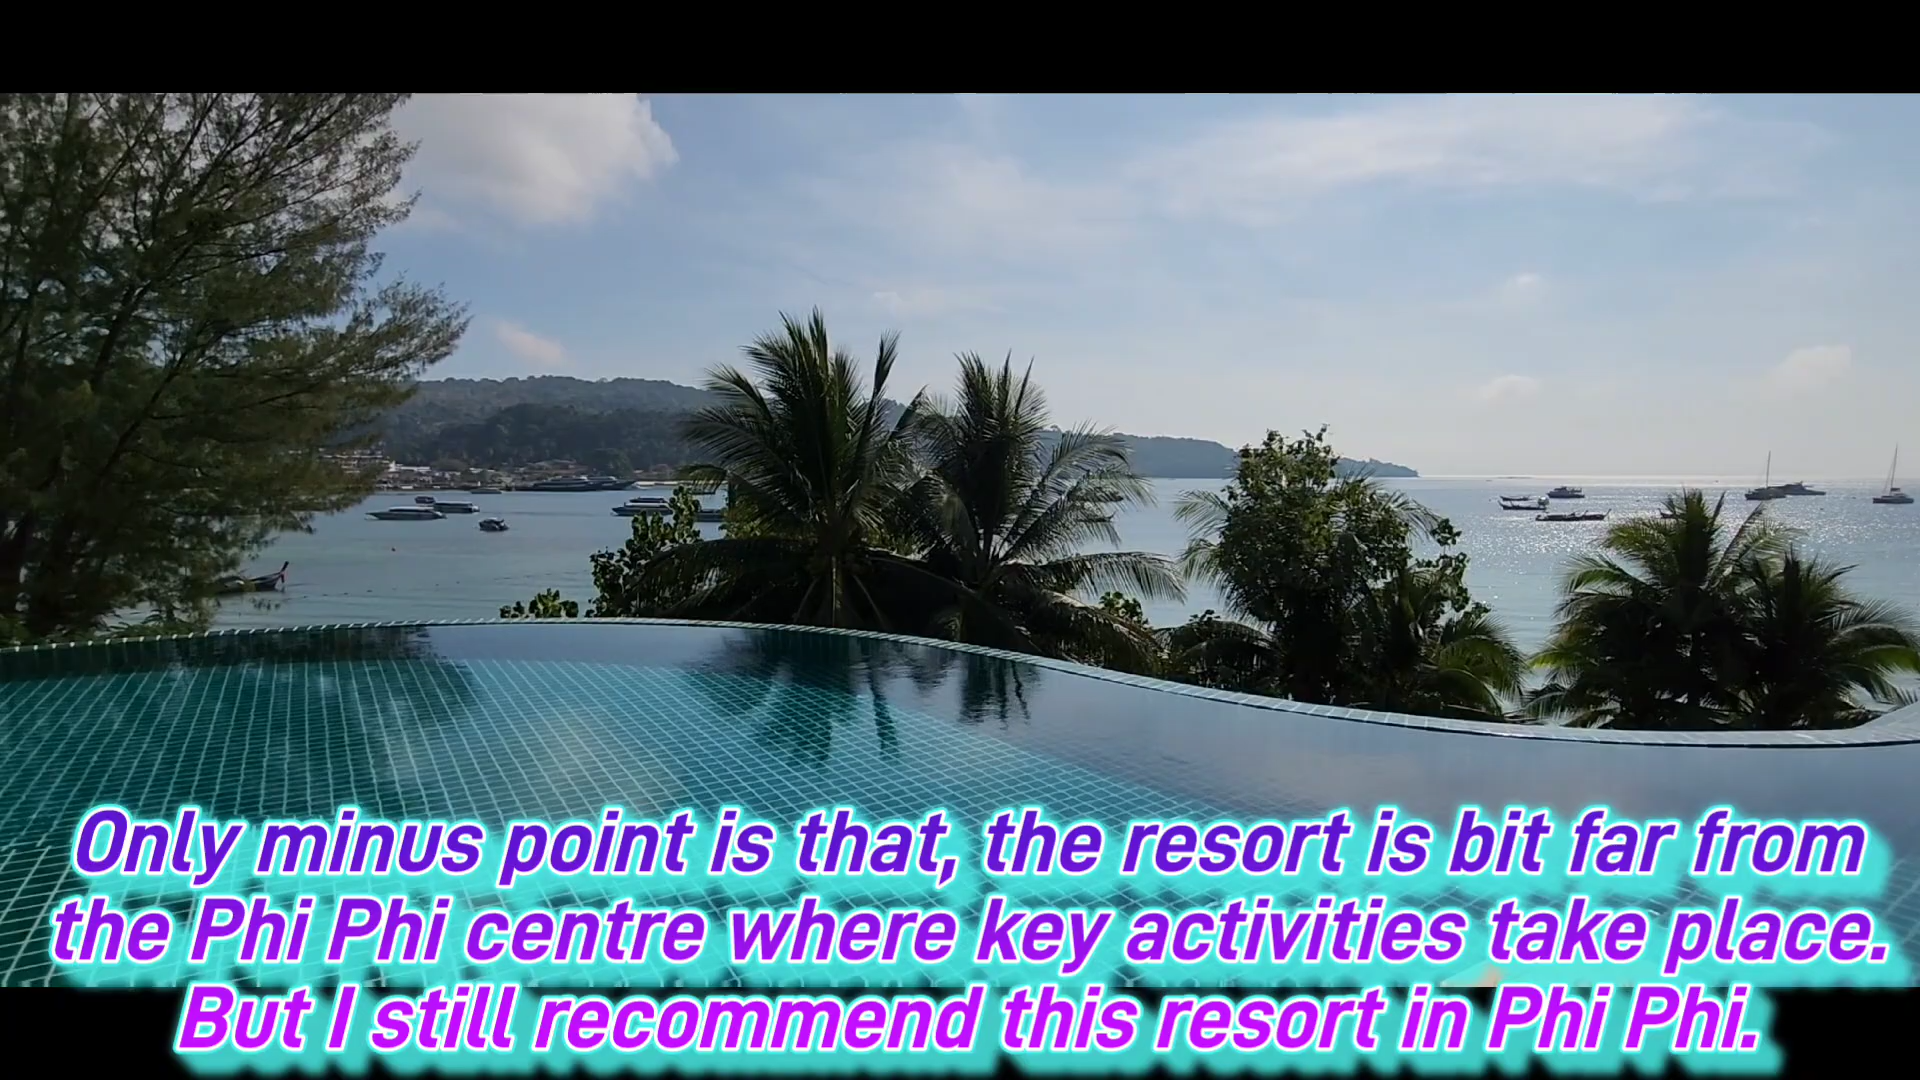 Only minus point is that, the resort is bit far from
the Phi Phi centre where key activities take place.
But I still recommend this resort in Phi Phi.